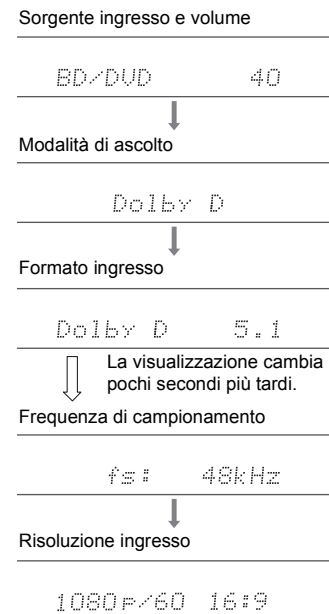 Sorgente ingresso e volume
BD/DVD 40
Modalità di ascolto
Dolby D
Formato ingresso
Dolby D 5.1
La visualizzazione cambia
pochi secondi più tardi.
Frequenza di campionamento
fs: 48kHz
Risoluzione ingresso
1080p/60 16:9